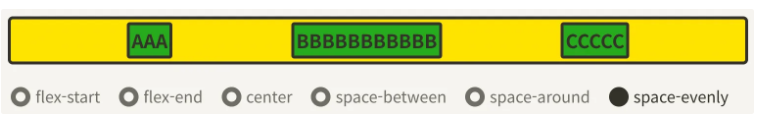 AAA BBBBBBBBBBB CCCCC
flex-start flex-end center space-between space-around space-evenly